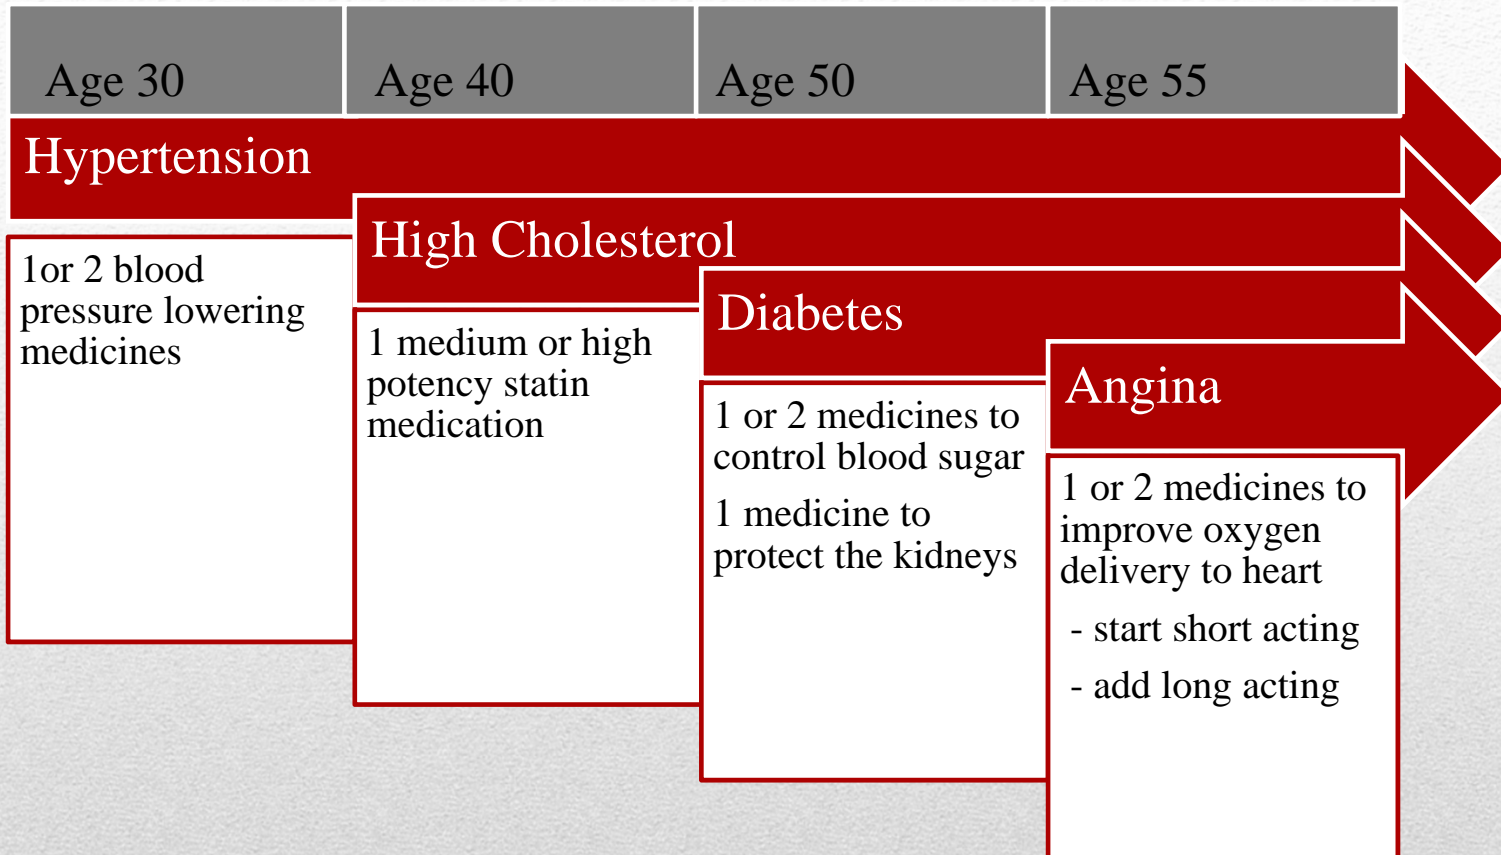 Age 30
Age 40
Age 50
Age 55
Hypertension
1or 2 blood
pressure lowering
medicines
High Cholesterol
1 medium or high
potency statin
medication
Diabetes
1 or 2 medicines to
control blood sugar
1 medicine to
protect the kidneys
Angina
1 or 2 medicines to
improve oxygen
delivery to heart
- start short acting
- add long acting